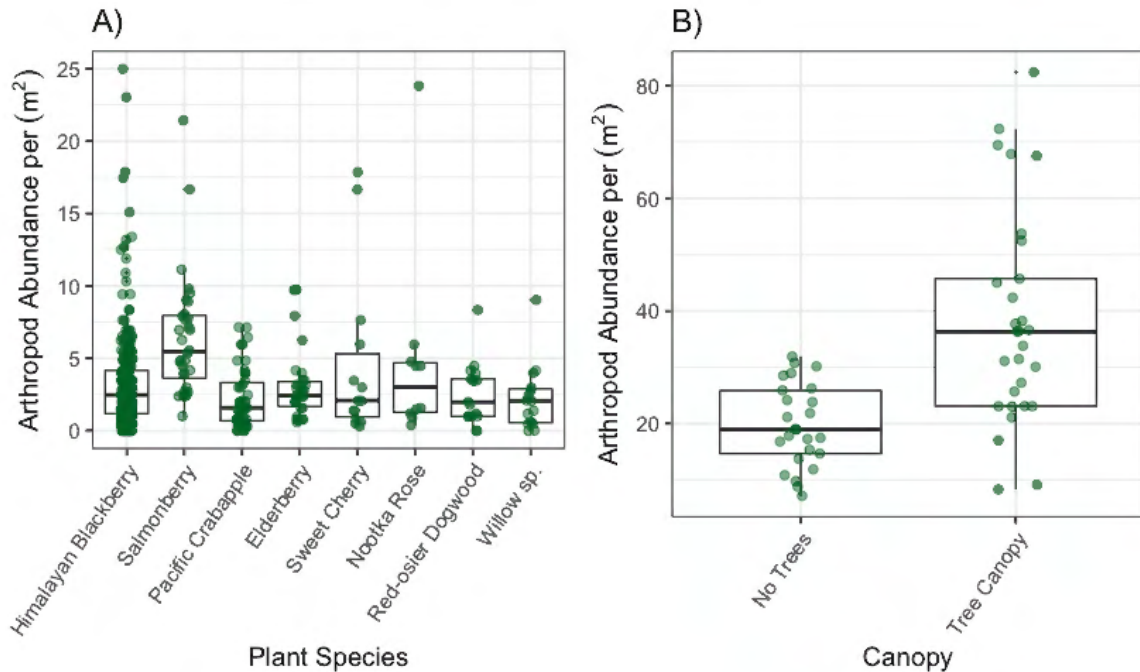 A)
Arthropod Abundance per (m²)
25
20
15
10
5
0
Himalayan Blackberry
Salmonberry
Pacific Crabapple
Elderberry
Sweet Cherry
Nootka Rose
Red-osier Dogwood
Willow sp.
Plant Species
B)
Arthropod Abundance per (m²)
80
60
40
20
No Trees
Tree Canopy
Canopy